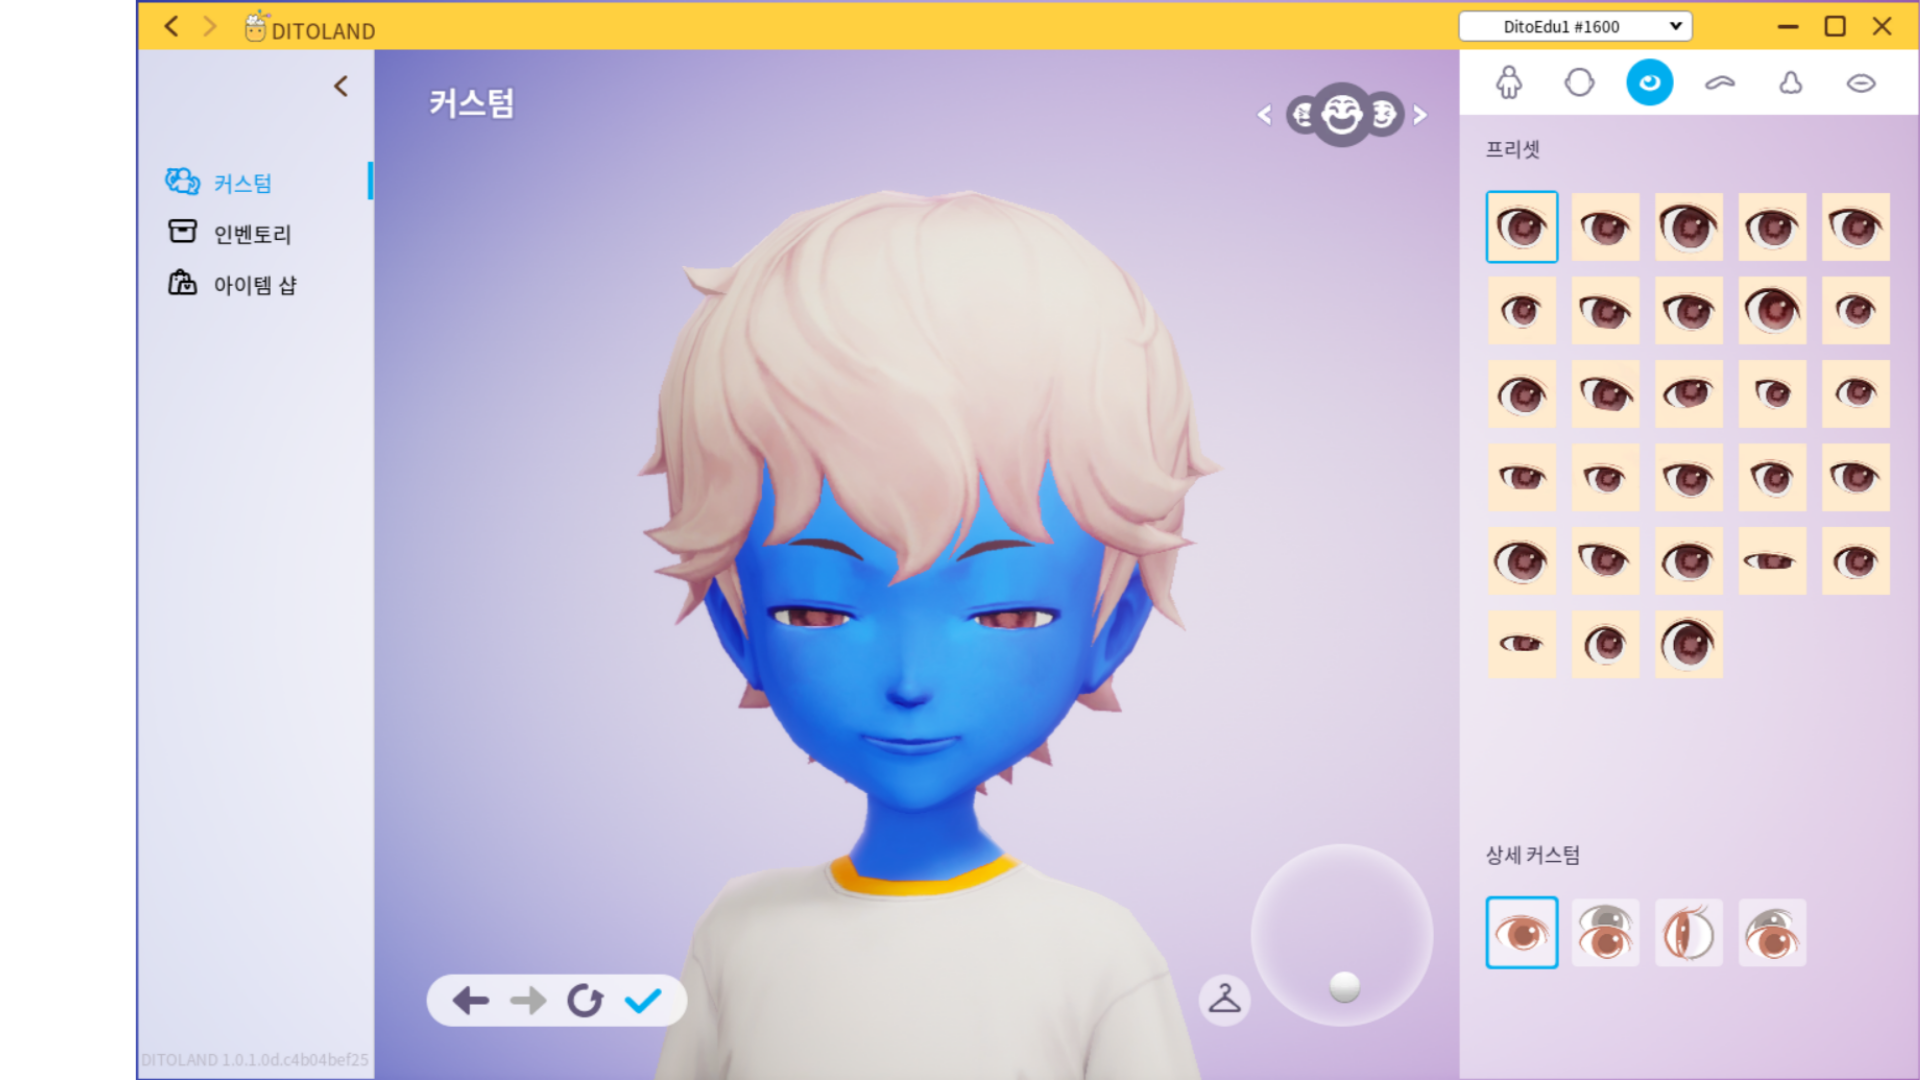 DITOLAND
DitoEdu1 #1600
커스텀
인벤토리
아이템 샵
커스텀
프리셋
상세 커스텀
DITOLAND 1.0.1.0d.c4b04bef25